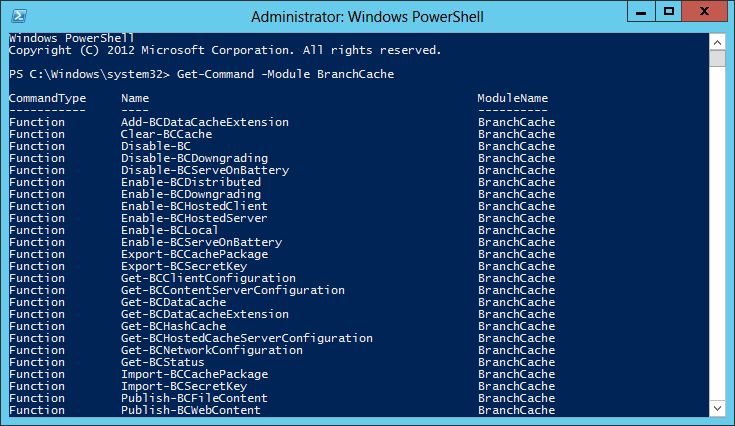 Administrator: Windows PowerShell
Windows PowerShell
Copyright (C) 2012 Microsoft Corporation. All rights reserved.
PS C:\Windows\system32> Get-Command -Module BranchCache
CommandType Name ModuleName
----------- ---- ----------
Function Add-BCDataCacheExtension BranchCache
Function Clear-BCCache BranchCache
Function Disable-BC BranchCache
Function Disable-BCDowngrading BranchCache
Function Disable-BCServeOnBattery BranchCache
Function Enable-BCDistributed BranchCache
Function Enable-BCDowngrading BranchCache
Function Enable-BCHostedClient BranchCache
Function Enable-BCHostedServer BranchCache
Function Enable-BCLocal BranchCache
Function Enable-BCServeOnBattery BranchCache
Function Export-BCCachePackage BranchCache
Function Export-BCSecretKey BranchCache
Function Get-BCClientConfiguration BranchCache
Function Get-BCContentServerConfiguration BranchCache
Function Get-BCDataCache BranchCache
Function Get-BCDataCacheExtension BranchCache
Function Get-BCHashCache BranchCache
Function Get-BCHostedCacheServerConfiguration BranchCache
Function Get-BCNetworkConfiguration BranchCache
Function Get-BCStatus BranchCache
Function Import-BCCachePackage BranchCache
Function Import-BCSecretKey BranchCache
Function Publish-BCFileContent BranchCache
Function Publish-BCWebContent BranchCache